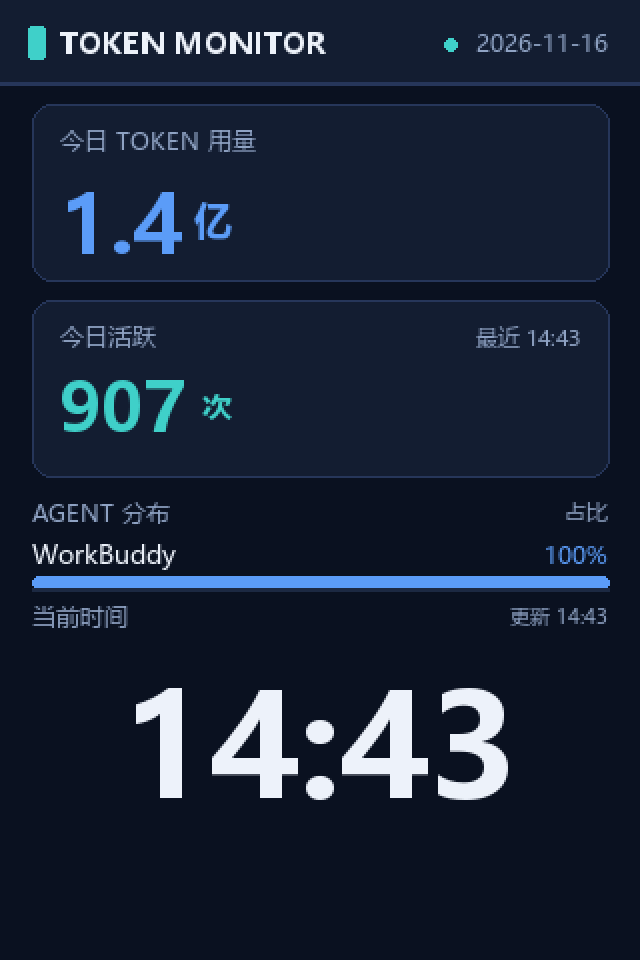 TOKEN MONITOR 2026-11-16
今日 TOKEN 用量
1.4 亿
今日活跃 最近 14:43
907 次
AGENT 分布 占比
WorkBuddy 100%
当前时间 更新 14:43
14:43